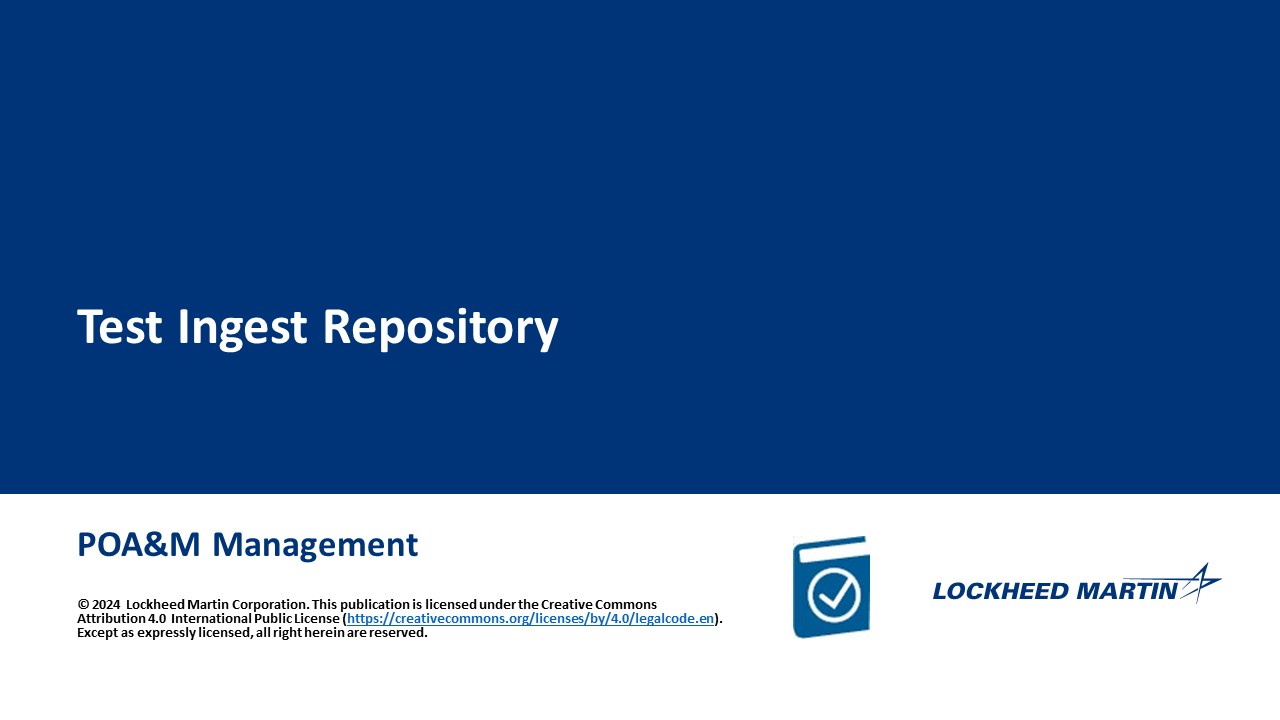 Test Ingest Repository
POA&M Management
© 2024 Lockheed Martin Corporation. This publication is licensed under the Creative Commons
Attribution 4.0 International Public License (https://creativecommons.org/licenses/by/4.0/legalcode.en).
Except as expressly licensed, all right herein are reserved.
LOCKHEED MARTIN